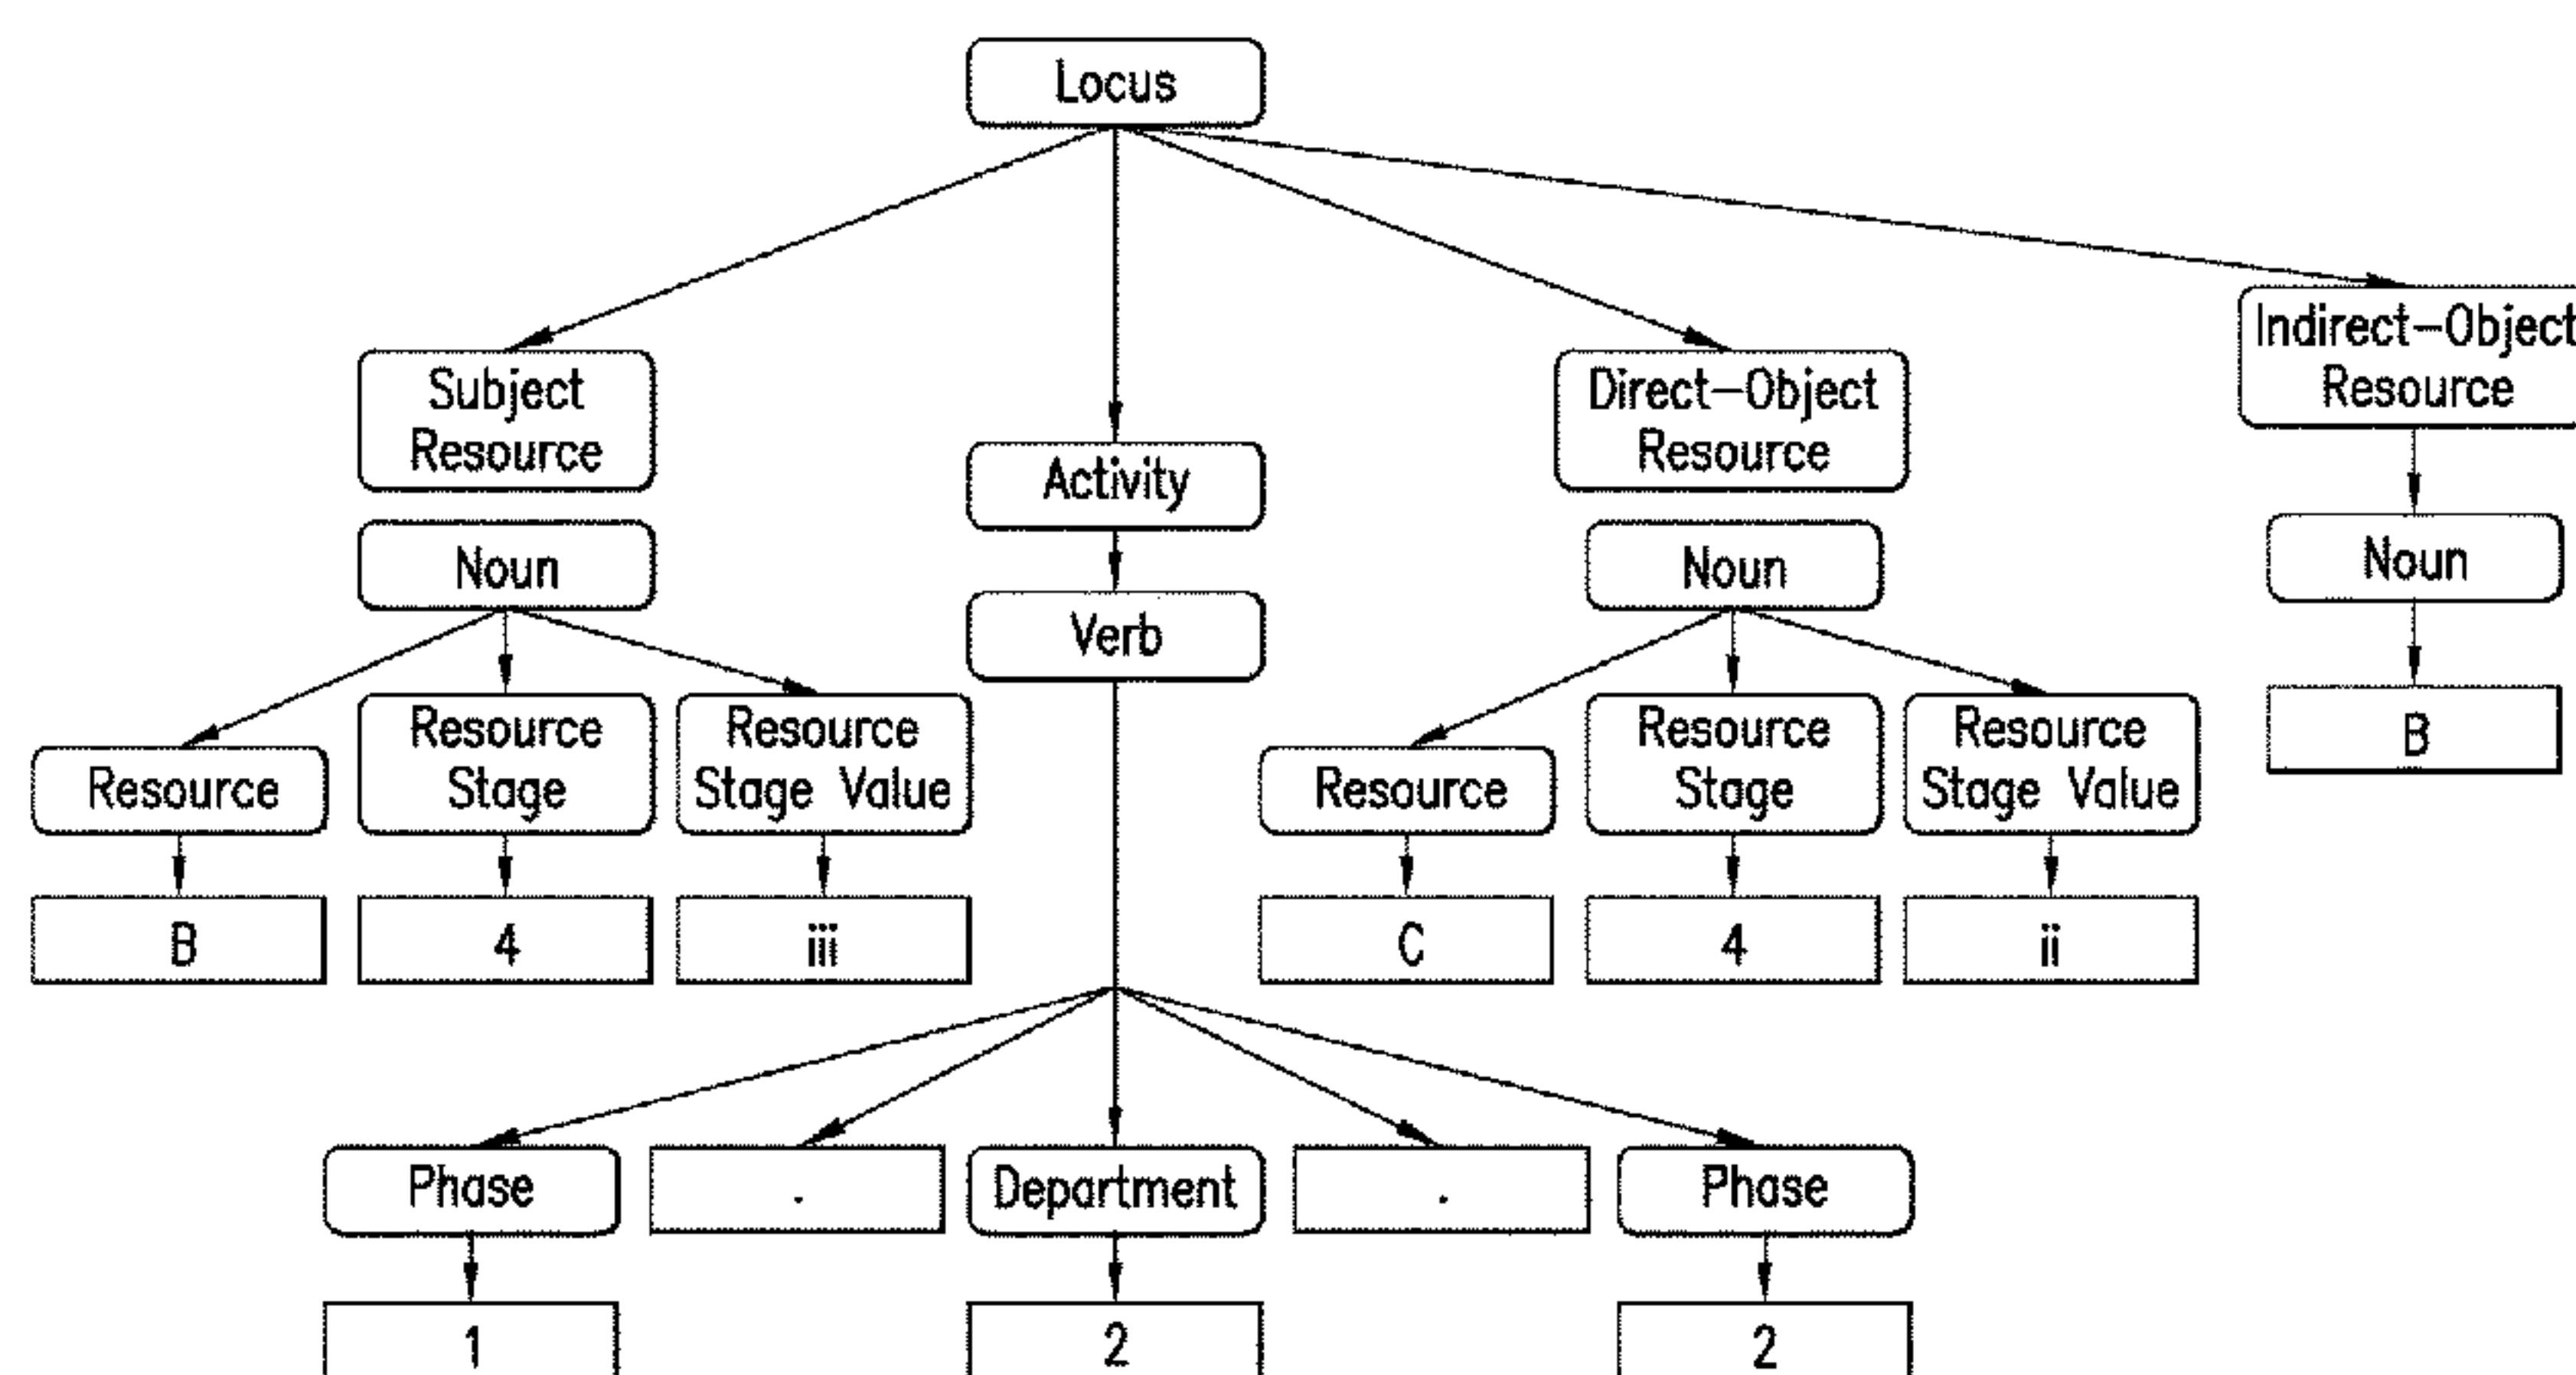 Locus
Indirect-Object
Resource
Subject
Resource
Direct-Object
Resource
Activity
Noun
Noun
Noun
Verb
Resource
Stage
Resource
Stage Value
Resource
Stage
Resource
Stage Value
B
Resource
Resource
B
4
iii
C
4
ii
Phase
.
Department
.
Phase
1
2
2